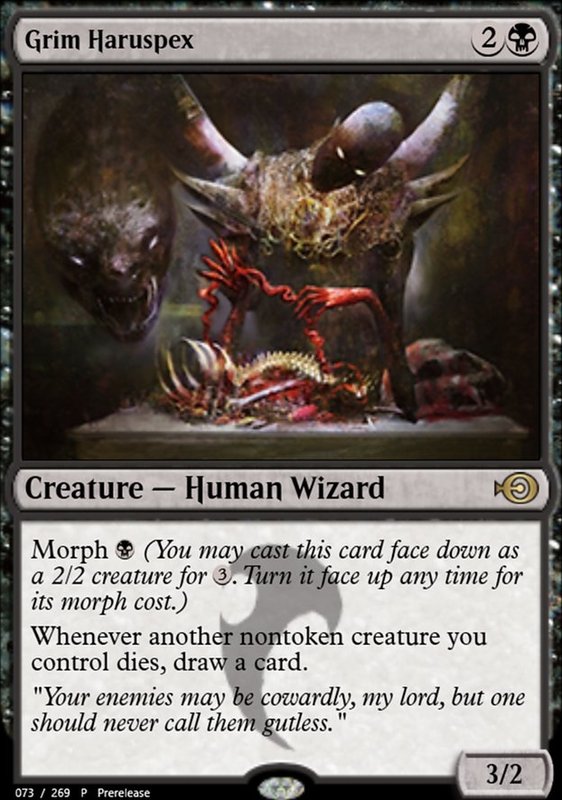 Grim Haruspex 2
Creature — Human Wizard
Morph (You may cast this card face down as
a 2/2 creature for 3. Turn it face up any time for
its morph cost.)
Whenever another nontoken creature you
control dies, draw a card.
"Your enemies may be cowardly, my lord, but one
should never call them gutless."
3/2
073 / 269 P Prerelease